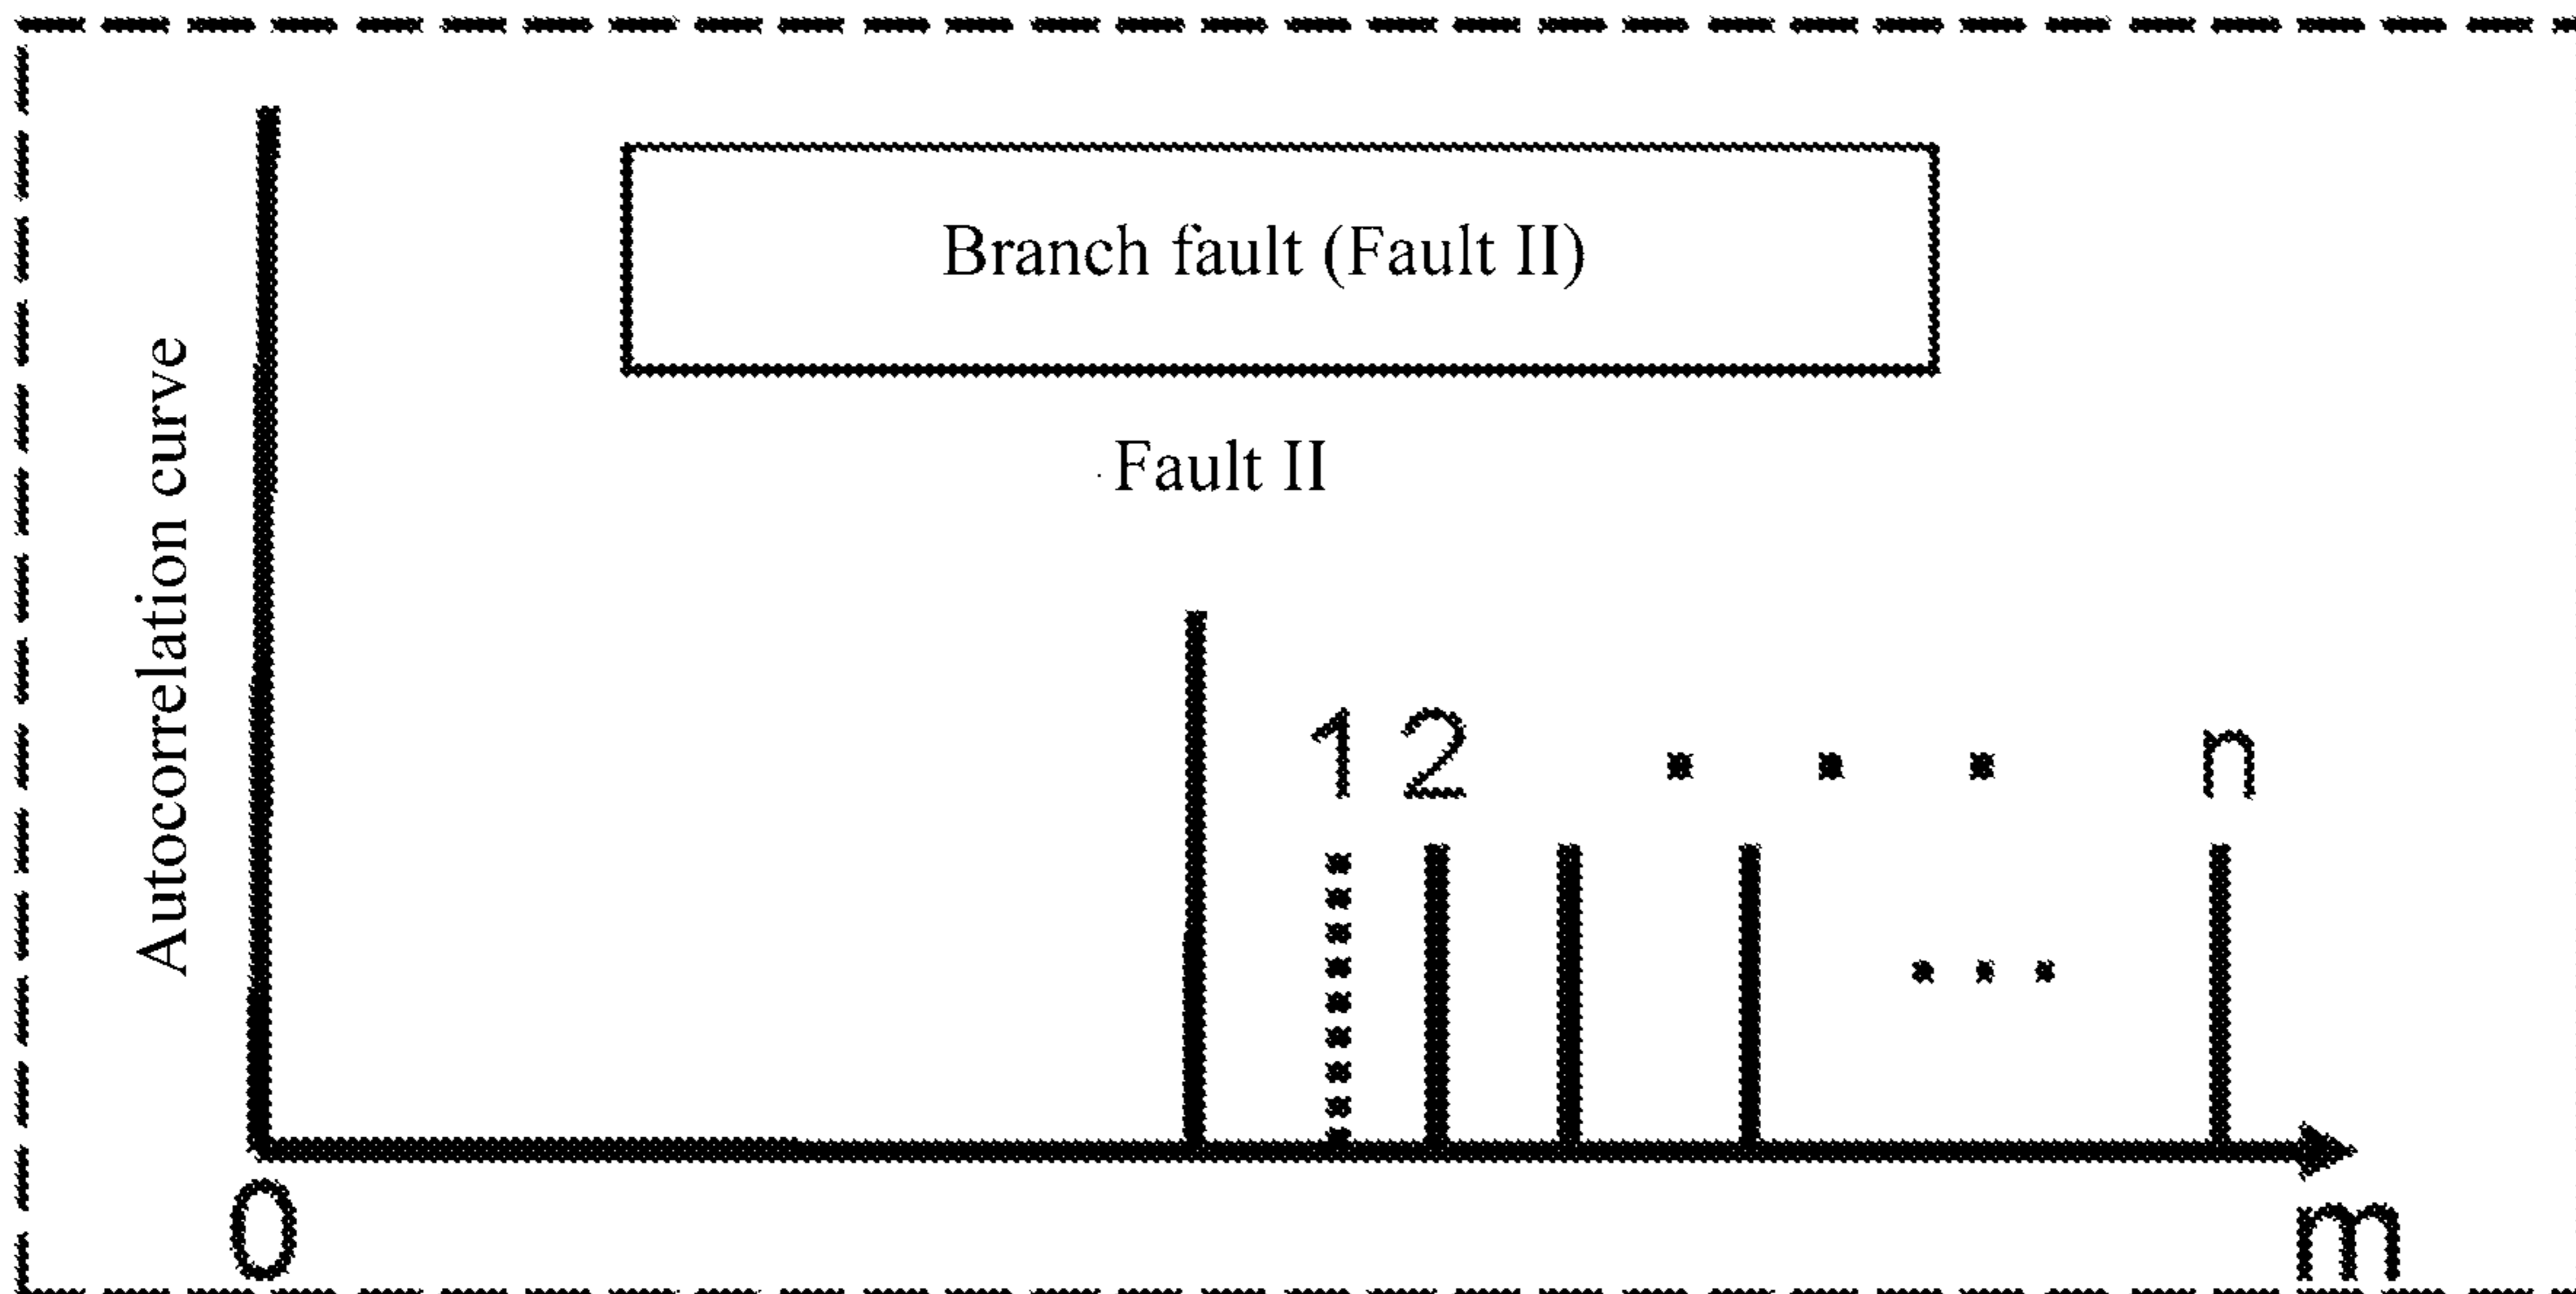 Branch fault (Fault II)
Fault II
Autocorrelation curve
1 2 . . . n
. . .
0
m